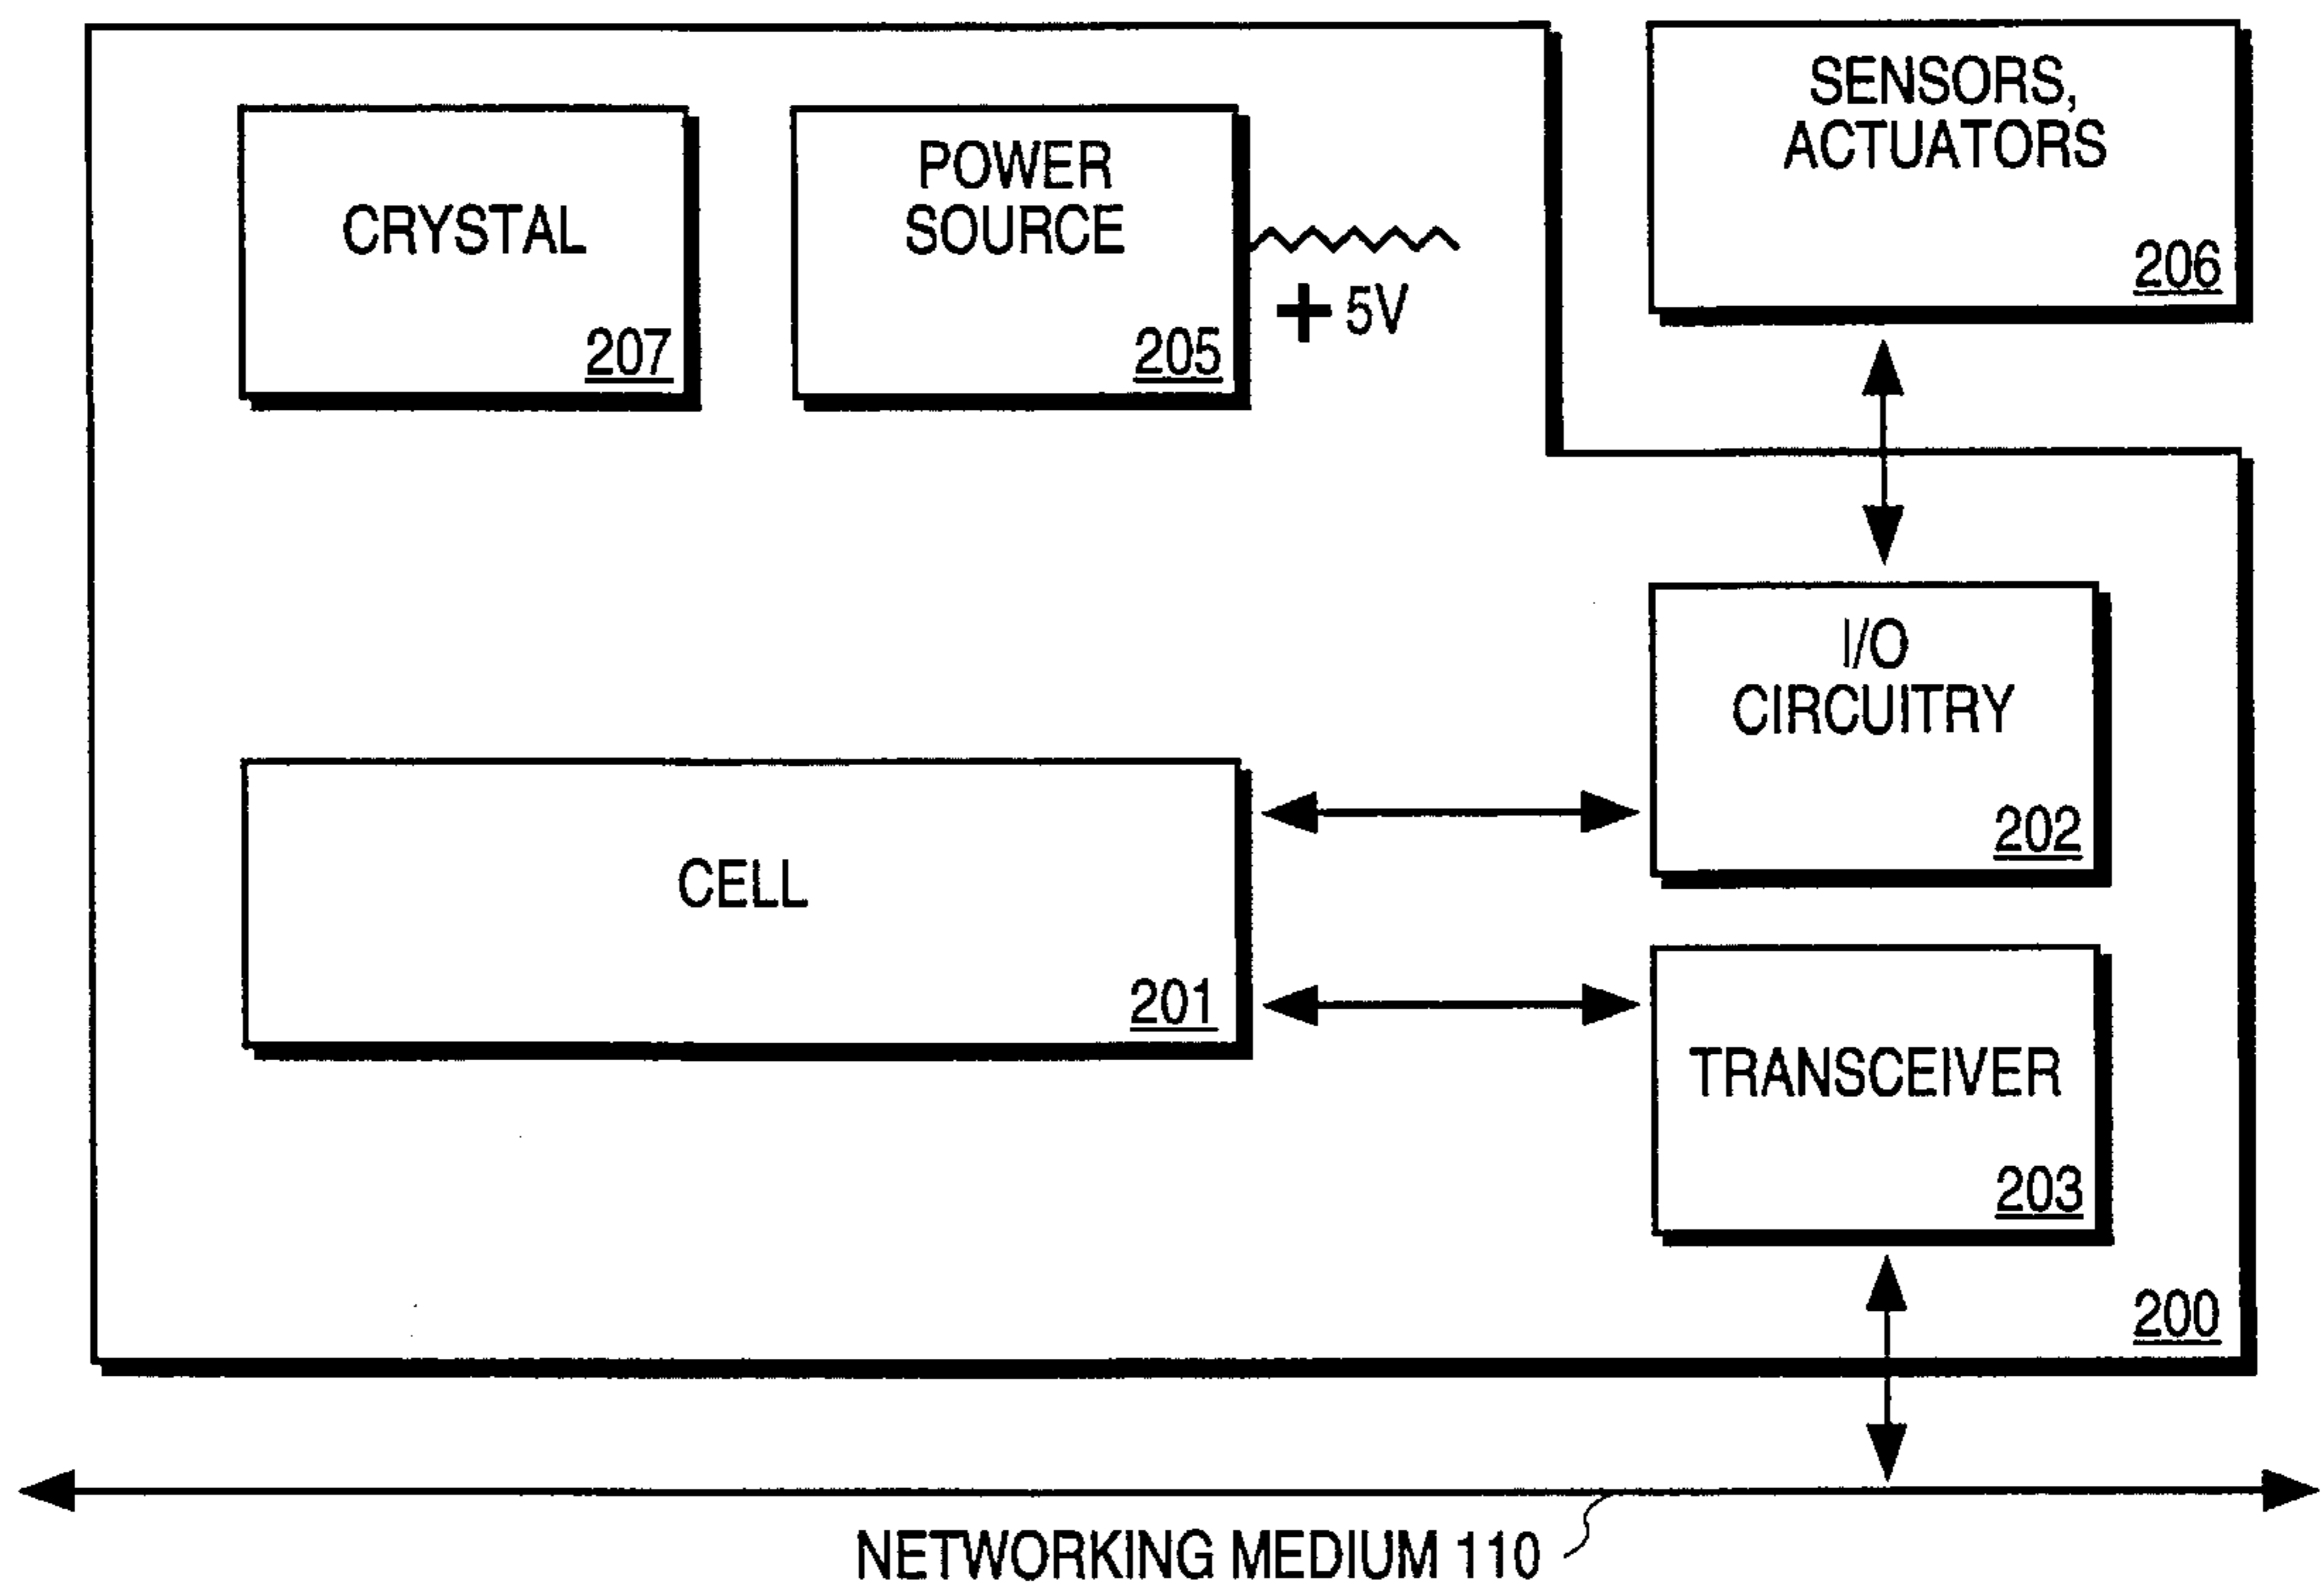 SENSORS,
ACTUATORS
206
CRYSTAL
207
POWER
SOURCE
205
+ 5V
I/O
CIRCUITRY
202
CELL
201
TRANSCEIVER
203
200
NETWORKING MEDIUM 110